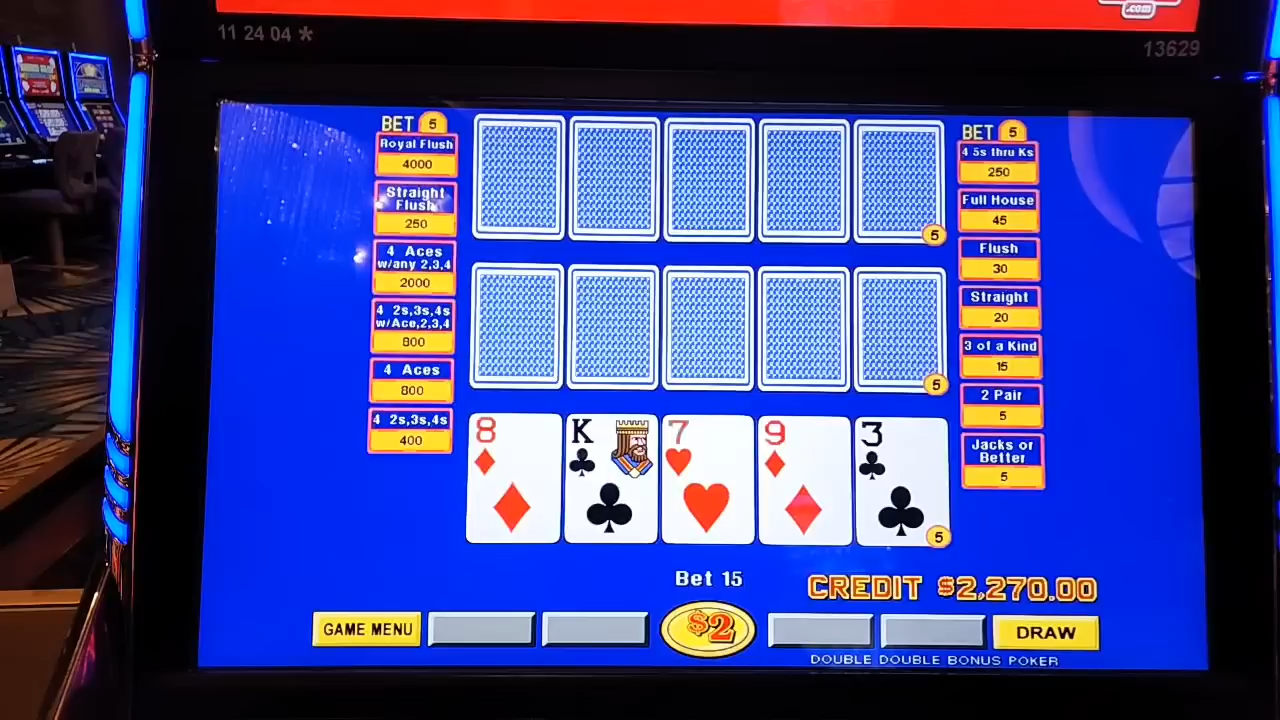 .com
11 24 04 *
13629
BET 5
Royal Flush
4000
Straight
Flush
250
4 Aces
w/any 2,3,4
2000
4 2s,3s,4s
w/Ace,2,3,4
800
4 Aces
800
4 2s,3s,4s
400
BET 5
4 5s thru Ks
250
Full House
45
Flush
30
Straight
20
3 of a Kind
15
2 Pair
5
Jacks or
Better
5
5
5
8
K
7
9
3
5
Bet 15
CREDIT $2,270.00
GAME MENU
$2
DRAW
DOUBLE DOUBLE BONUS POKER